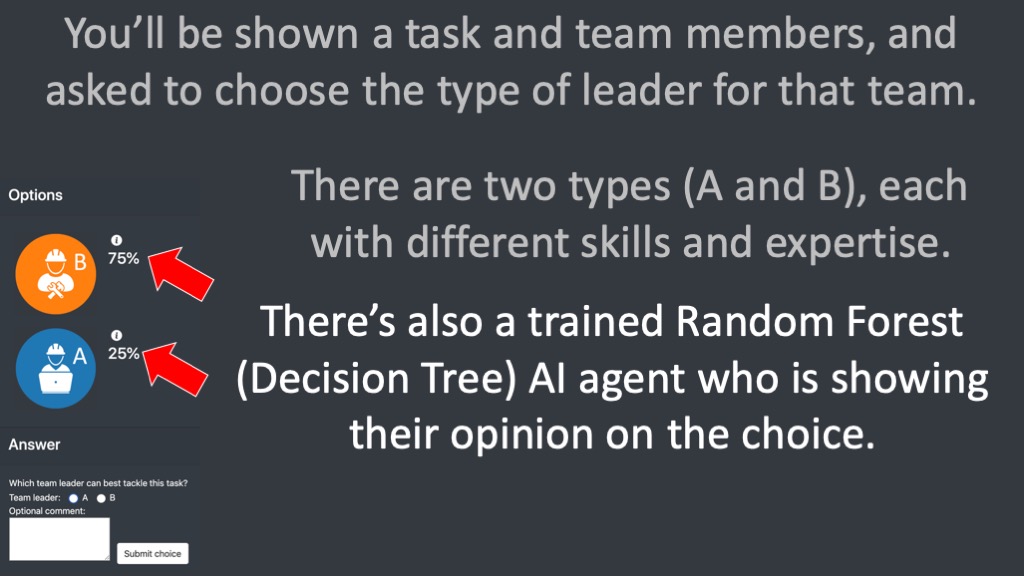 You’ll be shown a task and team members, and
asked to choose the type of leader for that team.
There are two types (A and B), each
with different skills and expertise.
There’s also a trained Random Forest
(Decision Tree) AI agent who is showing
their opinion on the choice.
Options
B
75%
A
25%
Answer
Which team leader can best tackle this task?
Team leader: A B
Optional comment:
Submit choice